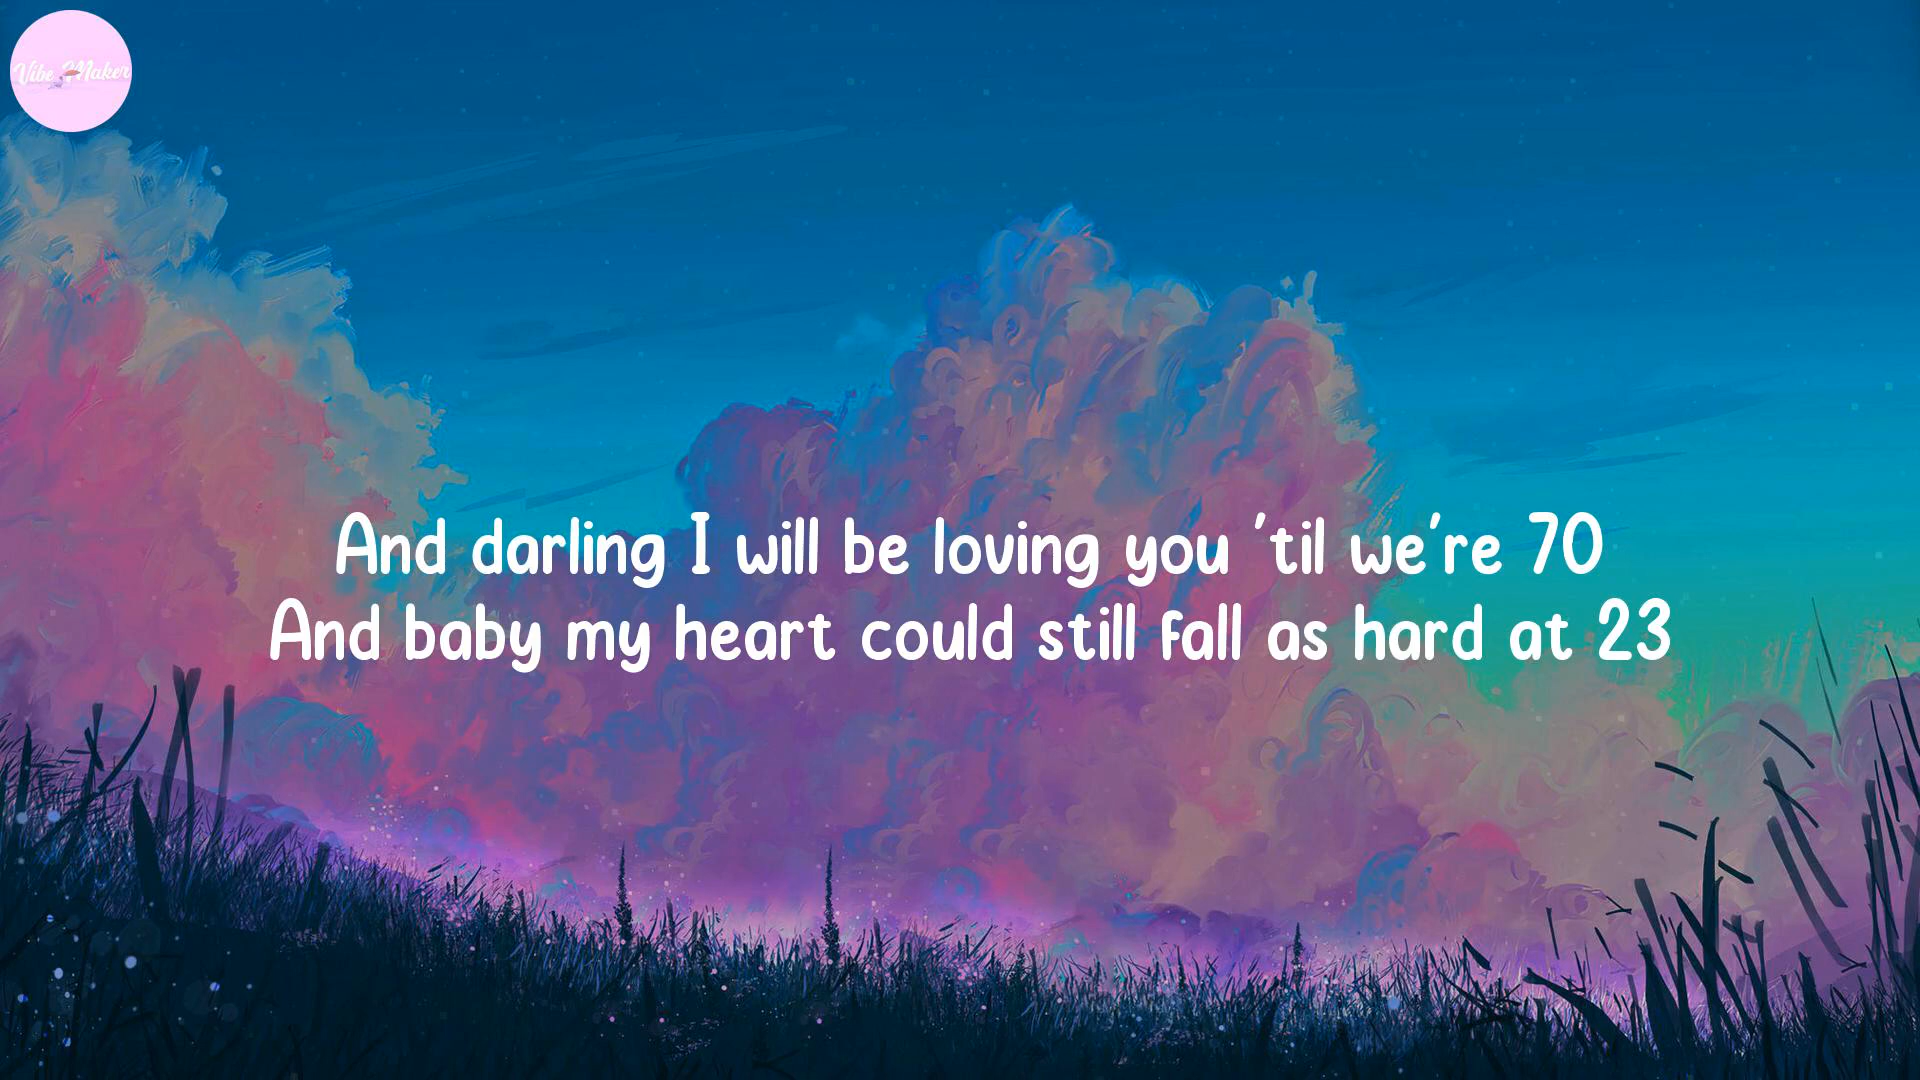 Vibe Maker
And darling I will be loving you 'til we're 70
And baby my heart could still fall as hard at 23